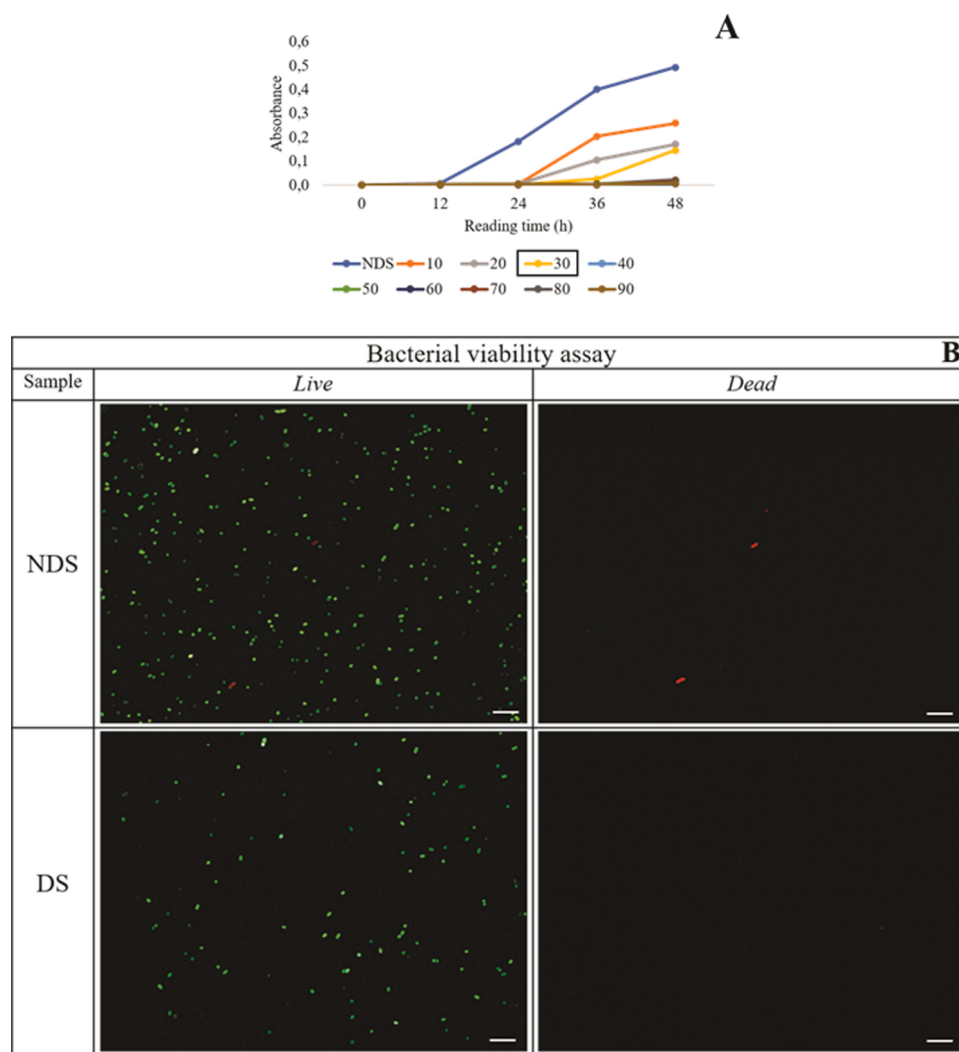 A
0,6
0,5
0,4
0,3
0,2
0,1
0,0
Absorbance
0 12 24 36 48
Reading time (h)
NDS 10 20 30 40
50 60 70 80 90
Bacterial viability assay B
Sample Live Dead
NDS
DS